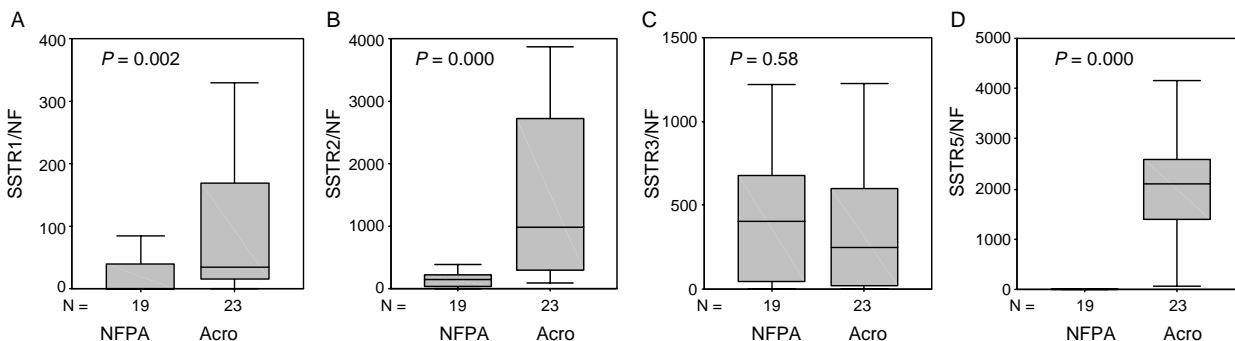 A
400
300
200
100
0
SSTR1/NF
P = 0.002
N =
19
23
NFPA
Acro
B
4000
3000
4000
1000
0
SSTR2/NF
P = 0.000
N =
19
23
NFPA
Acro
C
1500
1000
500
0
SSTR3/NF
P = 0.58
N =
19
23
NFPA
Acro
D
5000
4000
3000
2000
1000
0
SSTR5/NF
P = 0.000
N =
19
23
NFPA
Acro